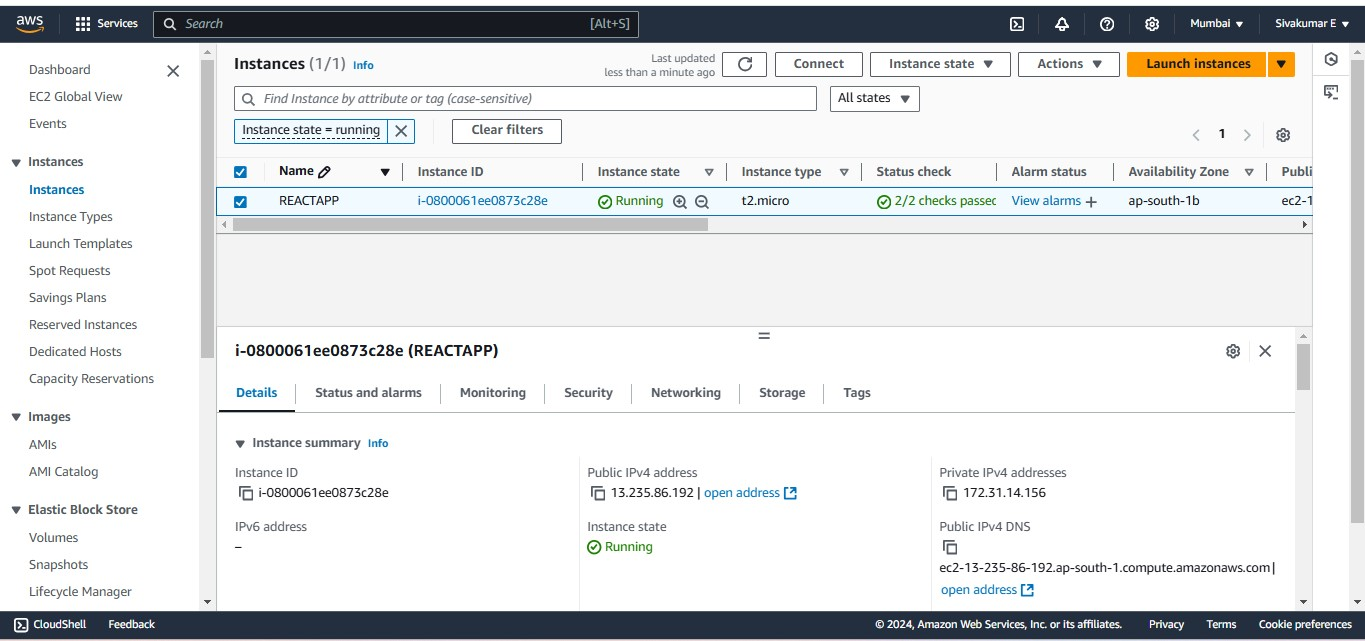 aws
Services
Search
[Alt+S]
Mumbai
Sivakumar E
Dashboard
EC2 Global View
Events
Instances
Instances
Instance Types
Launch Templates
Spot Requests
Savings Plans
Reserved Instances
Dedicated Hosts
Capacity Reservations
Images
AMIs
AMI Catalog
Elastic Block Store
Volumes
Snapshots
Lifecycle Manager
Instances (1/1) Info
Last updated
less than a minute ago
Connect
Instance state
Actions
Launch instances
Find Instance by attribute or tag (case-sensitive)
All states
Instance state = running
Clear filters
1
Name Instance ID Instance state Instance type Status check Alarm status Availability Zone Publi
REACTAPP i-0800061ee0873c28e Running t2.micro 2/2 checks passec View alarms + ap-south-1b ec2-1
i-0800061ee0873c28e (REACTAPP)
Details Status and alarms Monitoring Security Networking Storage Tags
Instance summary Info
Instance ID
i-0800061ee0873c28e
Public IPv4 address
13.235.86.192 | open address
Private IPv4 addresses
172.31.14.156
IPv6 address
–
Instance state
Running
Public IPv4 DNS
ec2-13-235-86-192.ap-south-1.compute.amazonaws.com |
open address
CloudShell Feedback
© 2024, Amazon Web Services, Inc. or its affiliates. Privacy Terms Cookie preferences